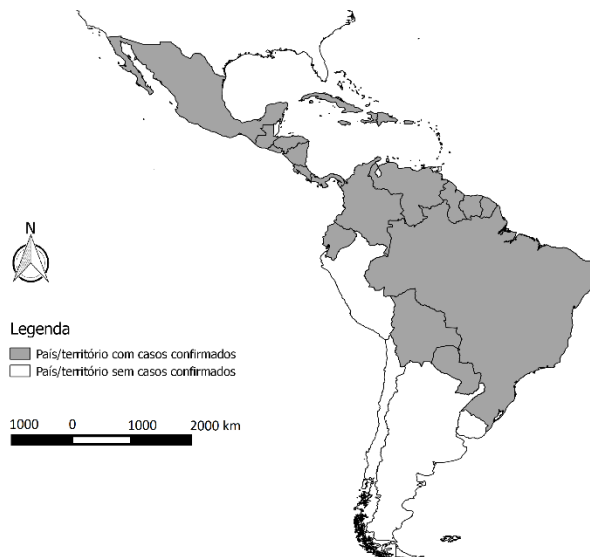 N
Legenda
País/território com casos confirmados
País/território sem casos confirmados
1000 0 1000 2000 km